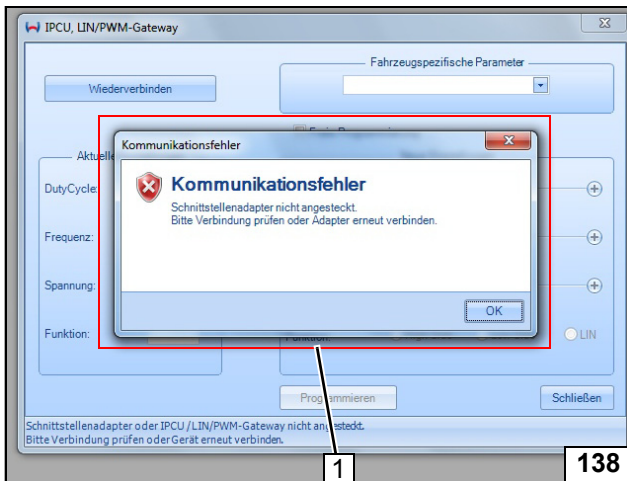 IPCU, LIN/PWM-Gateway
Fahrzeugspezifische Parameter
Wiederverbinden
Kommunikationsfehler
Aktuelle
Kommunikationsfehler
Schnittstellenadapter nicht angesteckt.
Bitte Verbindung prüfen oder Adapter erneut verbinden.
DutyCycle:
Frequenz:
Spannung:
OK
Funktion:
Funktion:
LIN
Programmieren
Schließen
Schnittstellenadapter oder IPCU /LIN/PWM-Gateway nicht angesteckt.
Bitte Verbindung prüfen oder Gerät erneut verbinden.
1
138